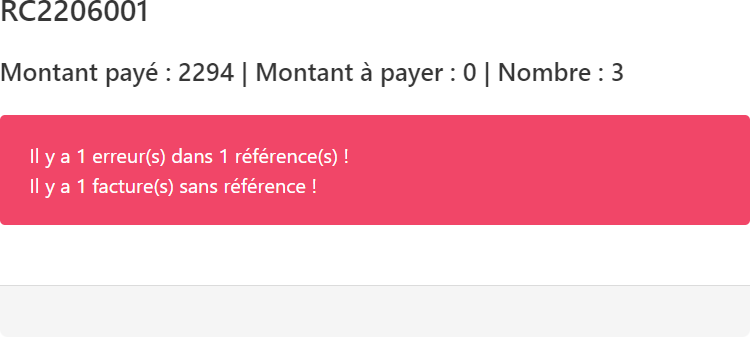 RC2206001
Montant payé : 2294 | Montant à payer : 0 | Nombre : 3
Il y a 1 erreur(s) dans 1 référence(s) !
Il y a 1 facture(s) sans référence !